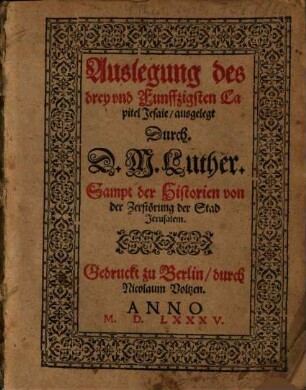 Auslegung des
drey vnd Funfftzigsten Ca
pitel Jesaie/ausgelegt
Durch.
D. M. Luther.
Sampt der Historien von
der Zerstörung der Stad
Jerusalem.
Gedruckt zu Berlin/durch
Nicolaum Voltzen.
ANNO
M. D. LXXXV.